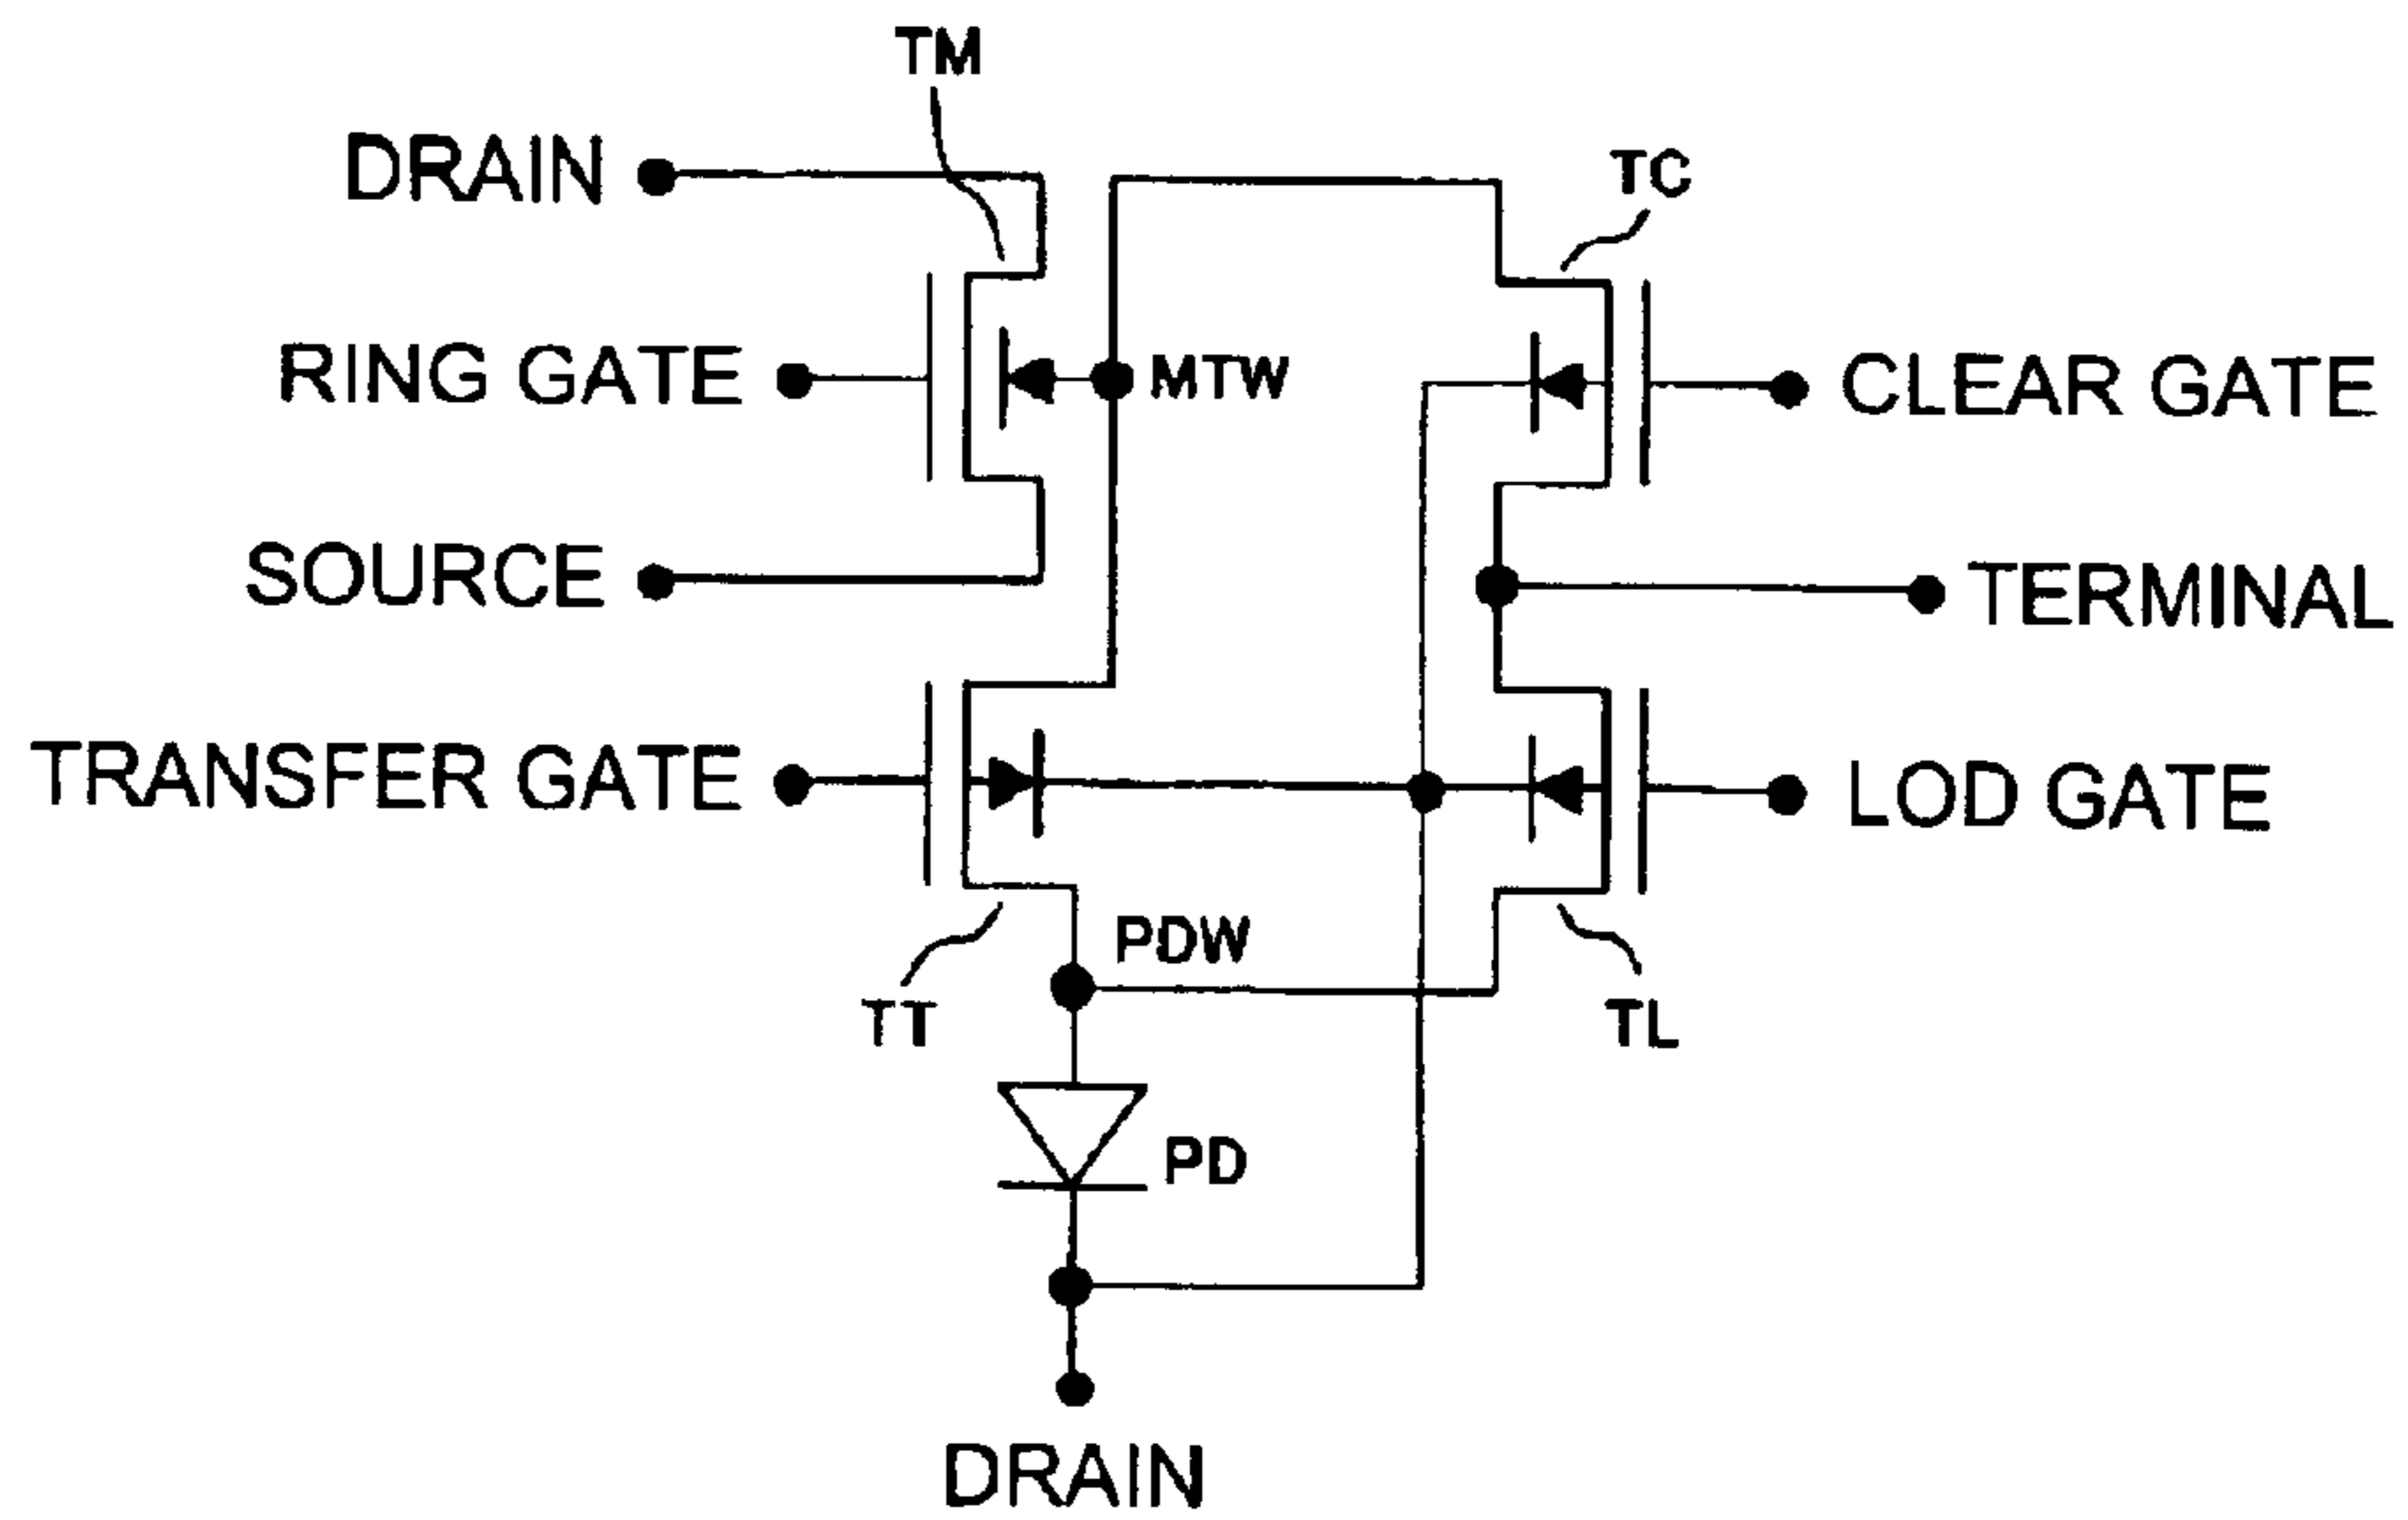 TM
DRAIN
TC
RING GATE
MTW
CLEAR GATE
SOURCE
TERMINAL
TRANSFER GATE
LOD GATE
PDW
TT
TL
PD
DRAIN